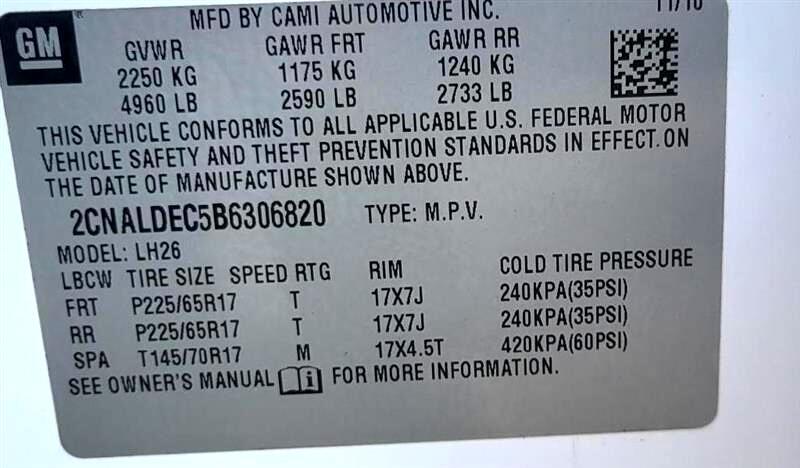 GM
MFD BY CAMI AUTOMOTIVE INC.
GVWR GAWR FRT GAWR RR
2250 KG 1175 KG 1240 KG
4960 LB 2590 LB 2733 LB
THIS VEHICLE CONFORMS TO ALL APPLICABLE U.S. FEDERAL MOTOR
VEHICLE SAFETY AND THEFT PREVENTION STANDARDS IN EFFECT.ON
THE DATE OF MANUFACTURE SHOWN ABOVE.
2CNALDEC5B6306820 TYPE: M.P.V.
MODEL: LH26
LBCW TIRE SIZE SPEED RTG RIM COLD TIRE PRESSURE
FRT P225/65R17 T 17X7J 240KPA(35PSI)
RR P225/65R17 T 17X7J 240KPA(35PSI)
SPA T145/70R17 M 17X4.5T 420KPA(60PSI)
SEE OWNER'S MANUAL i FOR MORE INFORMATION.